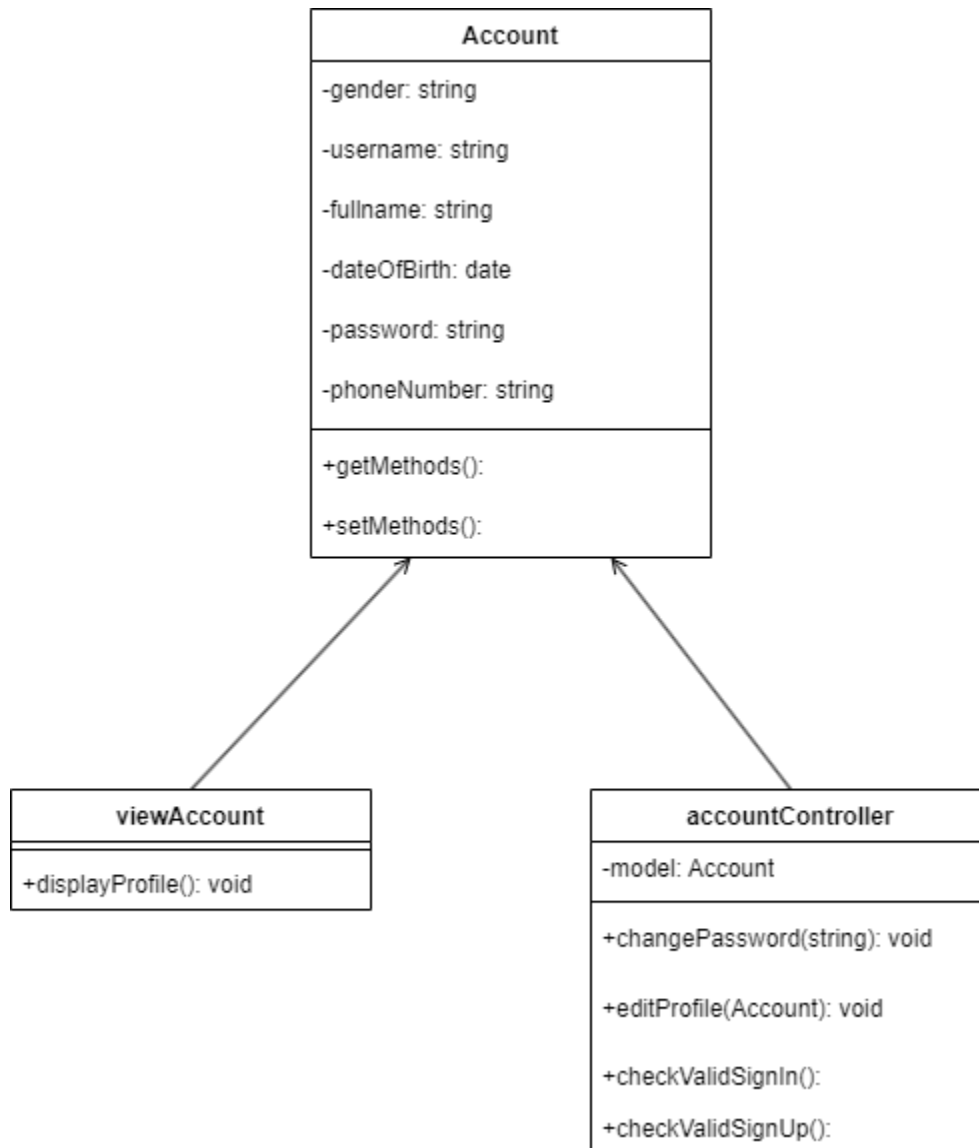 Account
-gender: string
-username: string
-fullname: string
-dateOfBirth: date
-password: string
-phoneNumber: string
+getMethods():
+setMethods():
viewAccount
+displayProfile(): void
accountController
-model: Account
+changePassword(string): void
+editProfile(Account): void
+checkValidSignIn():
+checkValidSignUp():